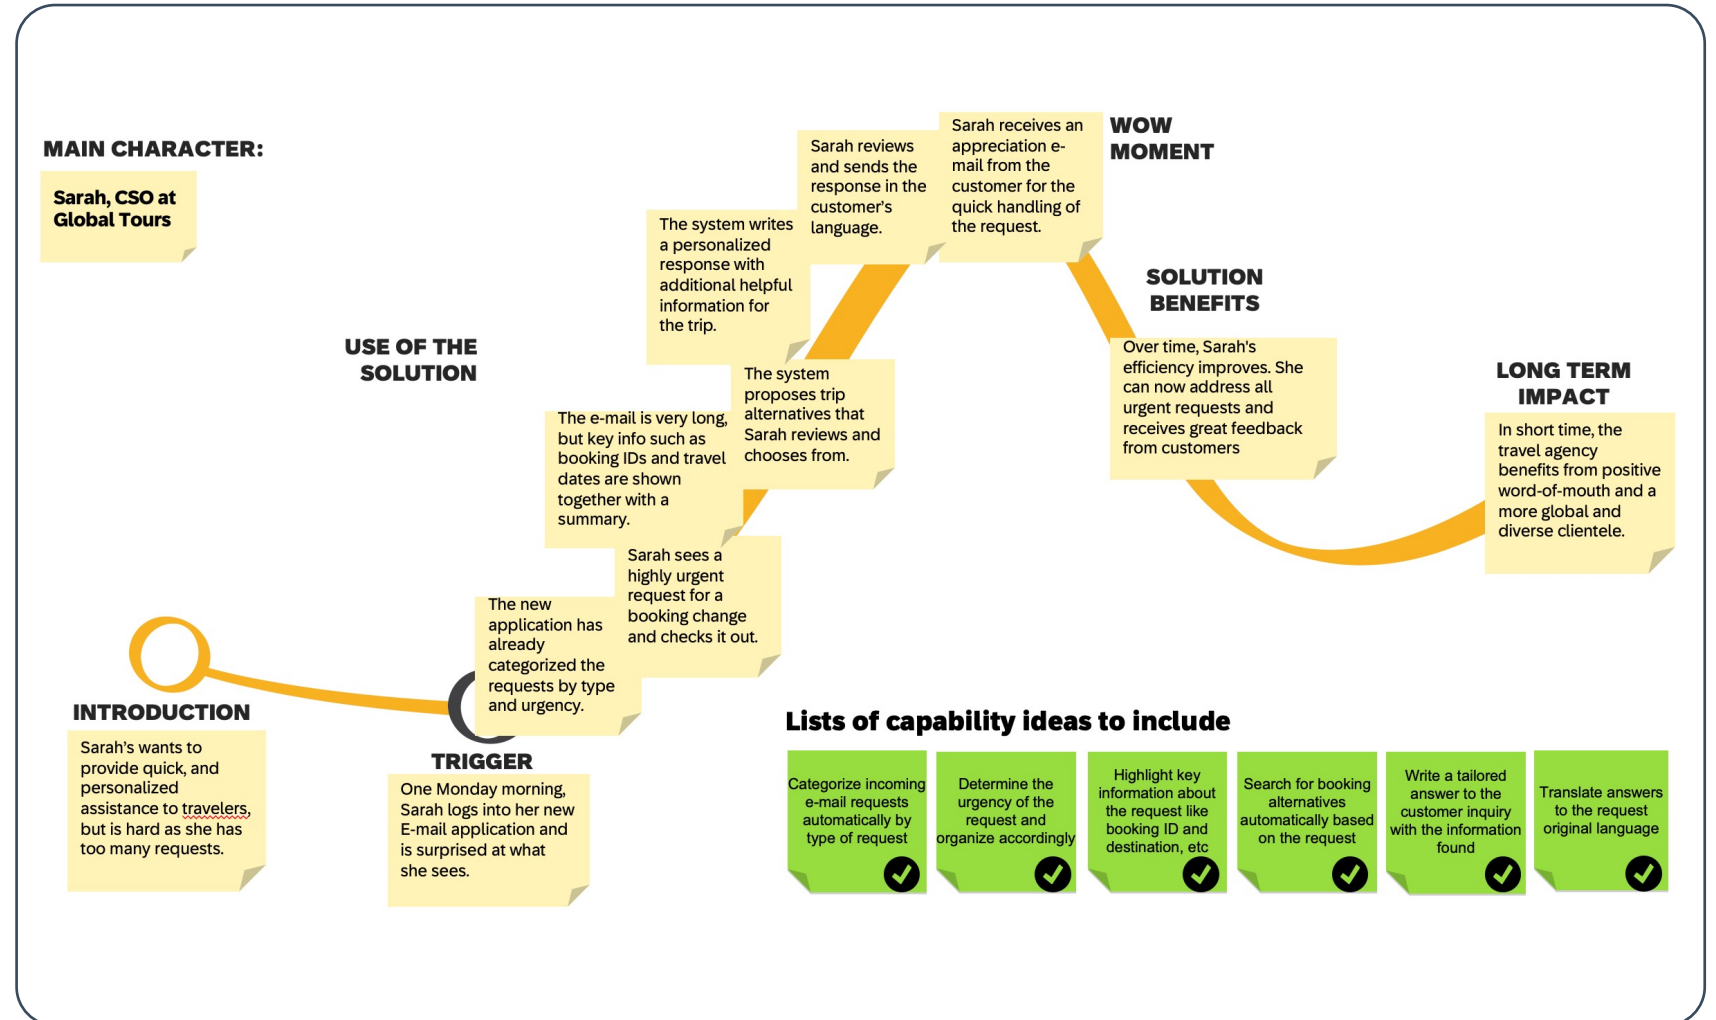 MAIN CHARACTER:
Sarah, CSO at
Global Tours
INTRODUCTION
Sarah's wants to
provide quick, and
personalized
assistance to travelers,
but is hard as she has
too many requests.
TRIGGER
One Monday morning,
Sarah logs into her new
E-mail application and
is surprised at what
she sees.
USE OF THE
SOLUTION
The new
application has
already
categorized the
requests by type
and urgency.
Sarah sees a
highly urgent
request for a
booking change
and checks it out.
The e-mail is very long,
but key info such as
booking IDs and travel
dates are shown
together with a
summary.
The system
proposes trip
alternatives that
Sarah reviews and
chooses from.
The system writes
a personalized
response with
additional helpful
information for
the trip.
Sarah reviews
and sends the
response in the
customer's
language.
WOW
MOMENT
Sarah receives an
appreciation e-
mail from the
customer for the
quick handling of
the request.
SOLUTION
BENEFITS
Over time, Sarah's
efficiency improves. She
can now address all
urgent requests and
receives great feedback
from customers
LONG TERM
IMPACT
In short time, the
travel agency
benefits from positive
word-of-mouth and a
more global and
diverse clientele.
Lists of capability ideas to include
Categorize incoming
e-mail requests
automatically by
type of request
Determine the
urgency of the
request and
organize accordingly
Highlight key
information about
the request like
booking ID and
destination, etc
Search for booking
alternatives
automatically based
on the request
Write a tailored
answer to the
customer inquiry
with the information
found
Translate answers
to the request
original language